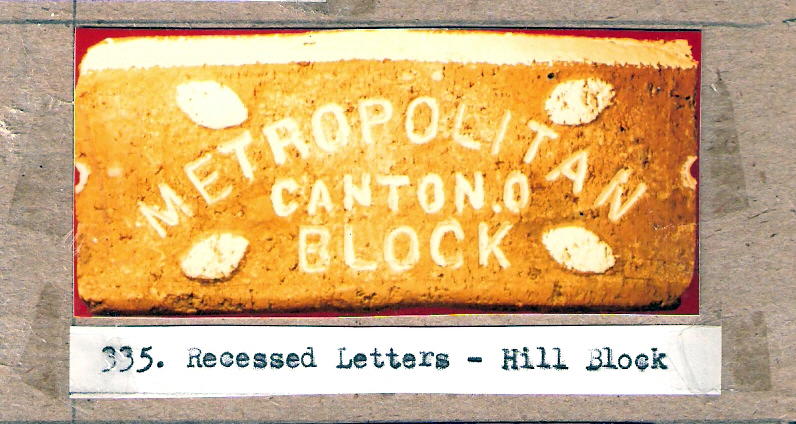 METROPOLITAN
CANTON.O
BLOCK
335. Recessed Letters - Hill Block